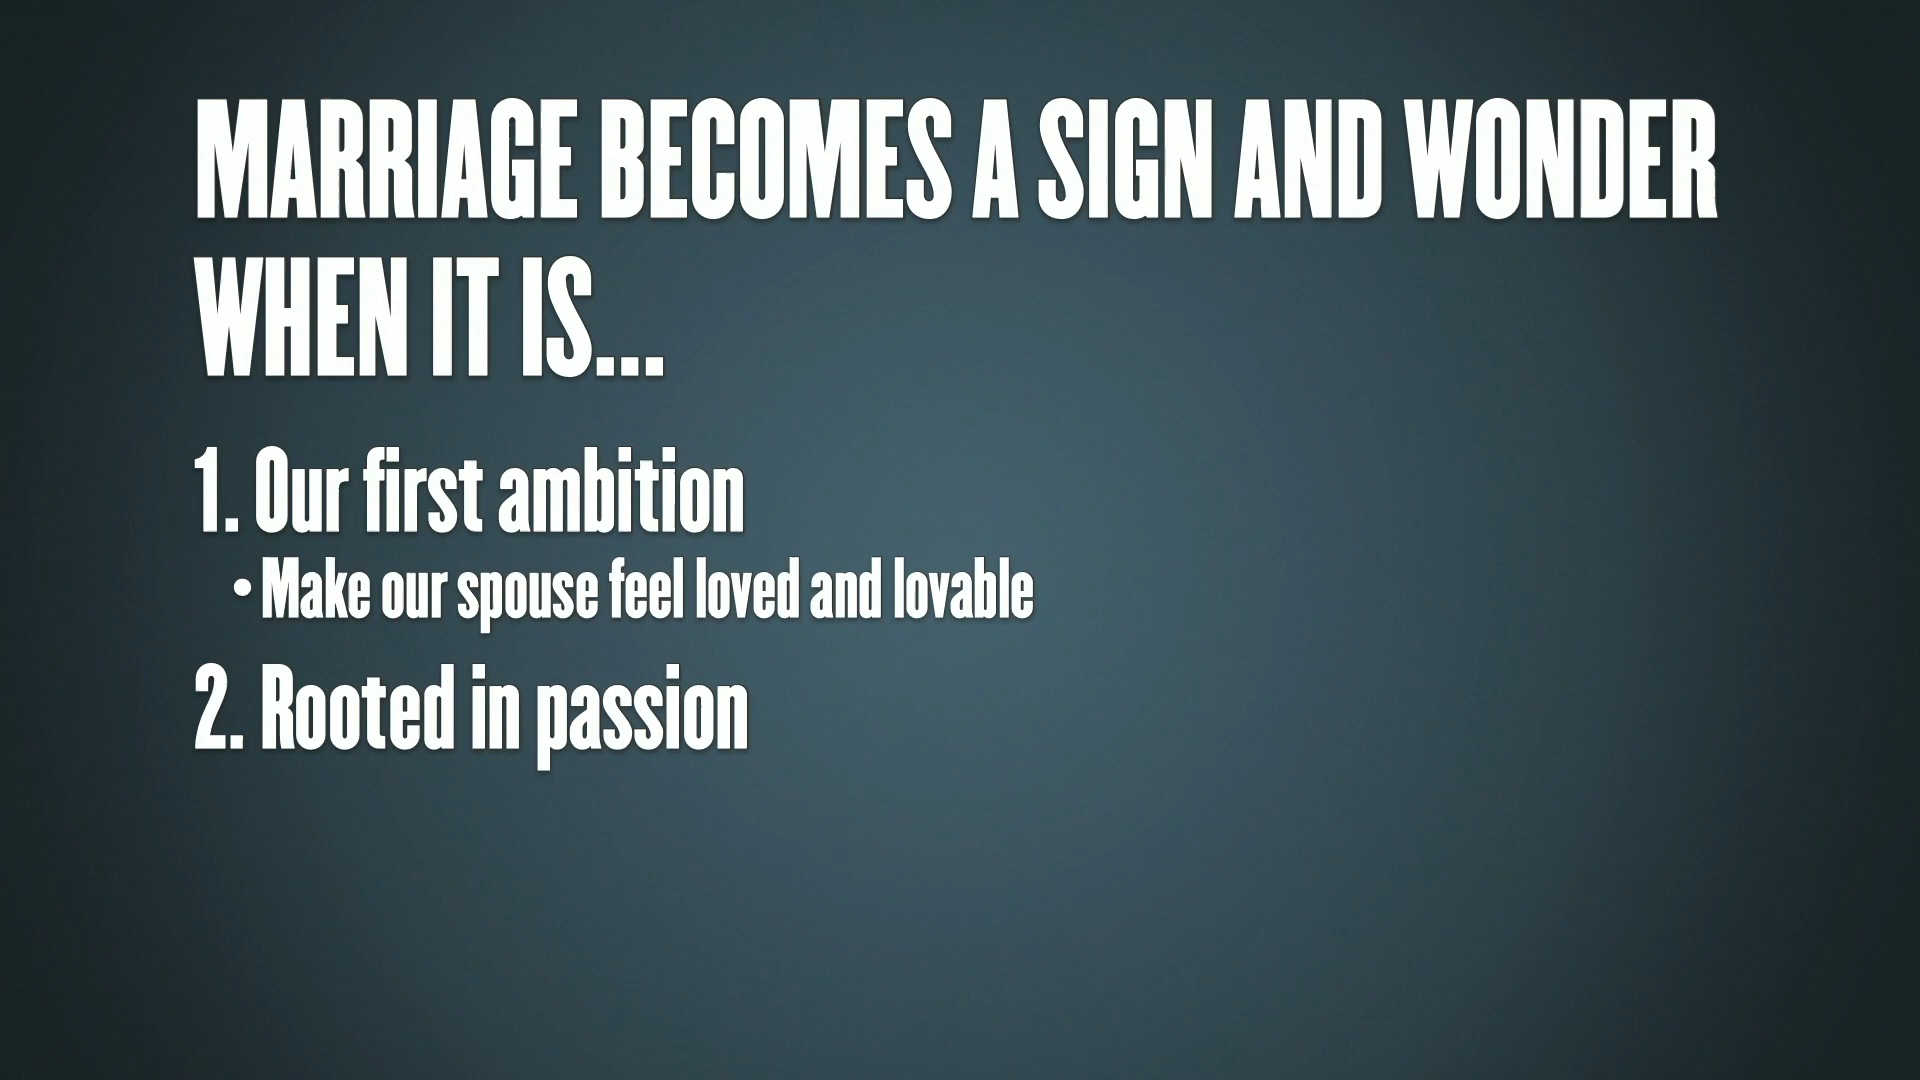 MARRIAGE BECOMES A SIGN AND WONDER
WHEN IT IS...
1. Our first ambition
• Make our spouse feel loved and lovable
2. Rooted in passion